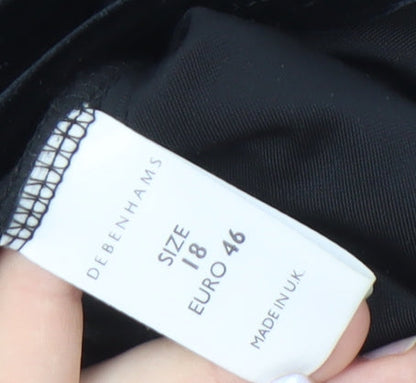 DEBENHAMS
SIZE
18
EURO 46
MADE IN U.K.